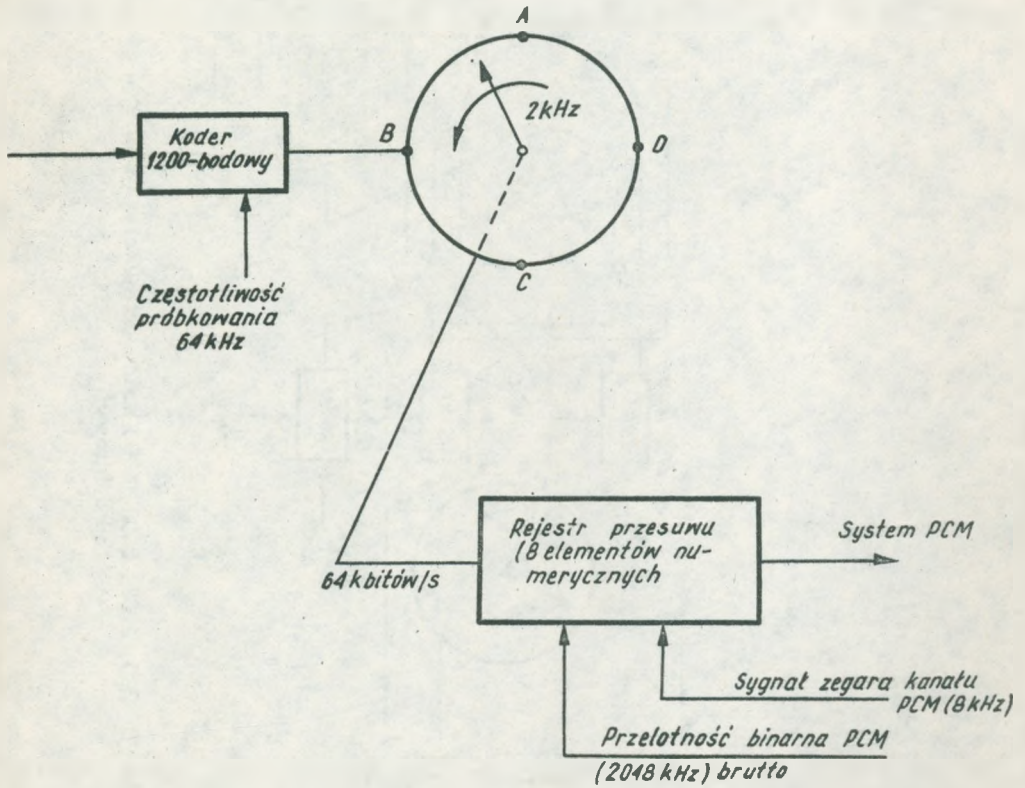 A
2kHz
B
D
C
Koder
1200-bodowy
Częstotliwość
próbkowania
64 kHz
Rejestr przesuwu
(8 elementów nu-
merycznych
System PCM
64 kbitów/s
Sygnał zegara kanału
PCM (8 kHz)
Przelotność binarna PCM
(2048 kHz) brutto